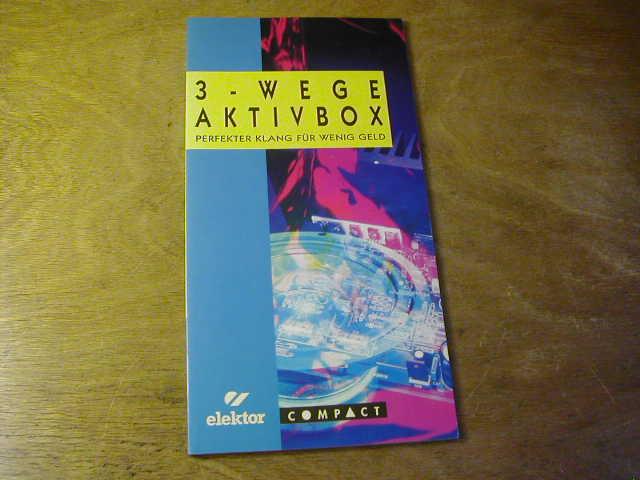 3 - WEGE
AKTIVBOX
PERFEKTER KLANG FÜR WENIG GELD
elektor
COMPACT